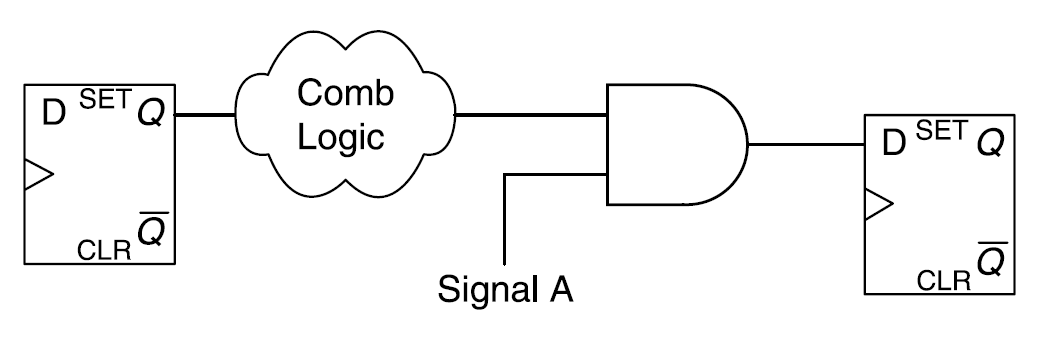 D SET Q
Q
CLR
Comb
Logic
Signal A
D SET Q
Q
CLR